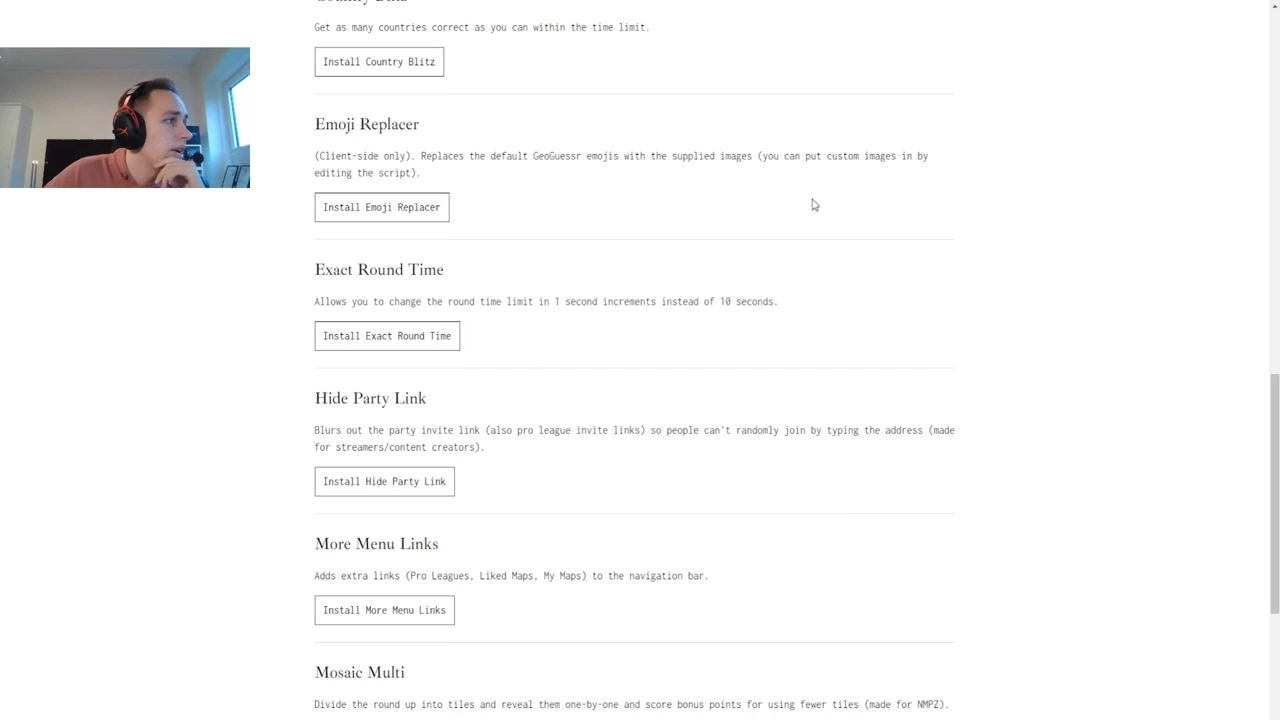 Get as many countries correct as you can within the time limit.
Install Country Blitz
Emoji Replacer
(Client-side only). Replaces the default GeoGuessr emojis with the supplied images (you can put custom images in by
editing the script).
Install Emoji Replacer
Exact Round Time
Allows you to change the round time limit in 1 second increments instead of 10 seconds.
Install Exact Round Time
Hide Party Link
Blurs out the party invite link (also pro league invite links) so people can't randomly join by typing the address (made
for streamers/content creators).
Install Hide Party Link
More Menu Links
Adds extra links (Pro Leagues, Liked Maps, My Maps) to the navigation bar.
Install More Menu Links
Mosaic Multi
Divide the round up into tiles and reveal them one-by-one and score bonus points for using fewer tiles (made for NMPZ).